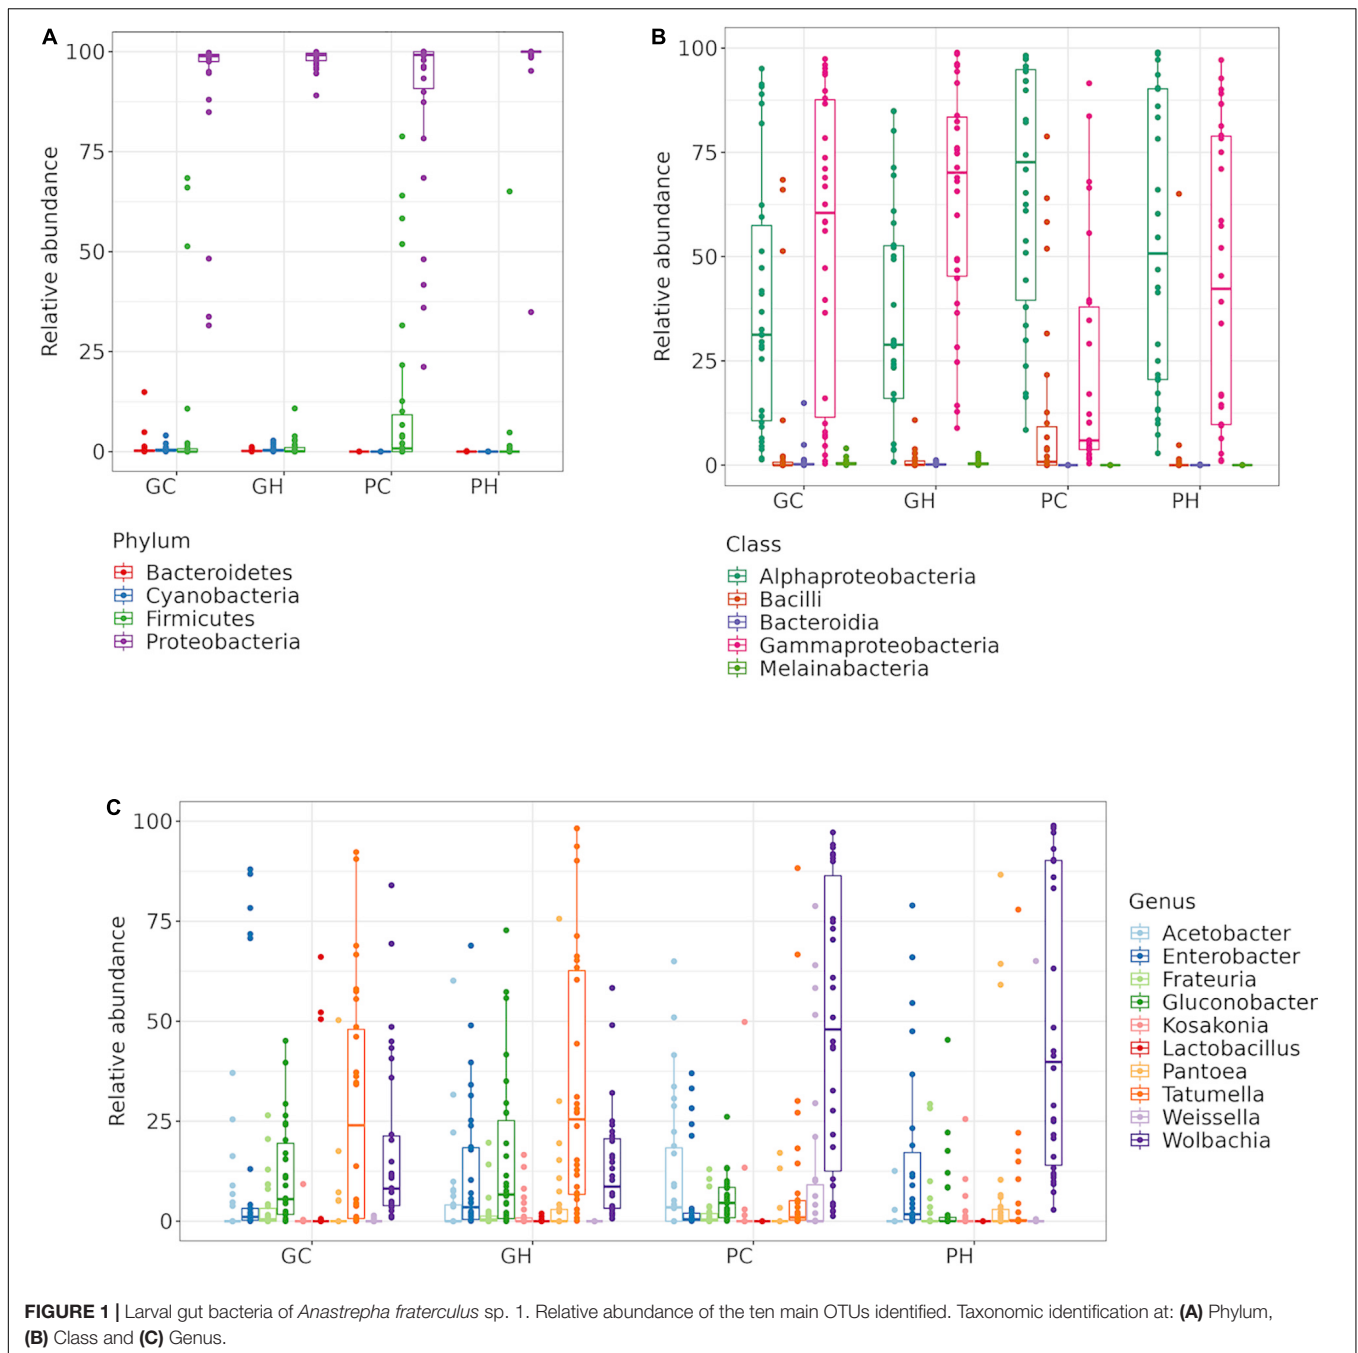 A
100
75
50
25
0
Relative abundance
GC GH PC PH
Phylum
Bacteroidetes
Cyanobacteria
Firmicutes
Proteobacteria
B
100
75
50
25
0
Relative abundance
GC GH PC PH
Class
Alphaproteobacteria
Bacilli
Bacteroidia
Gammaproteobacteria
Melainabacteria
C
100
75
50
25
0
Relative abundance
GC GH PC PH
Genus
Acetobacter
Enterobacter
Frateuria
Gluconobacter
Kosakonia
Lactobacillus
Pantoea
Tatumella
Weissella
Wolbachia
FIGURE 1 | Larval gut bacteria of Anastrepha fraterculus sp. 1. Relative abundance of the ten main OTUs identified. Taxonomic identification at: (A) Phylum,
(B) Class and (C) Genus.